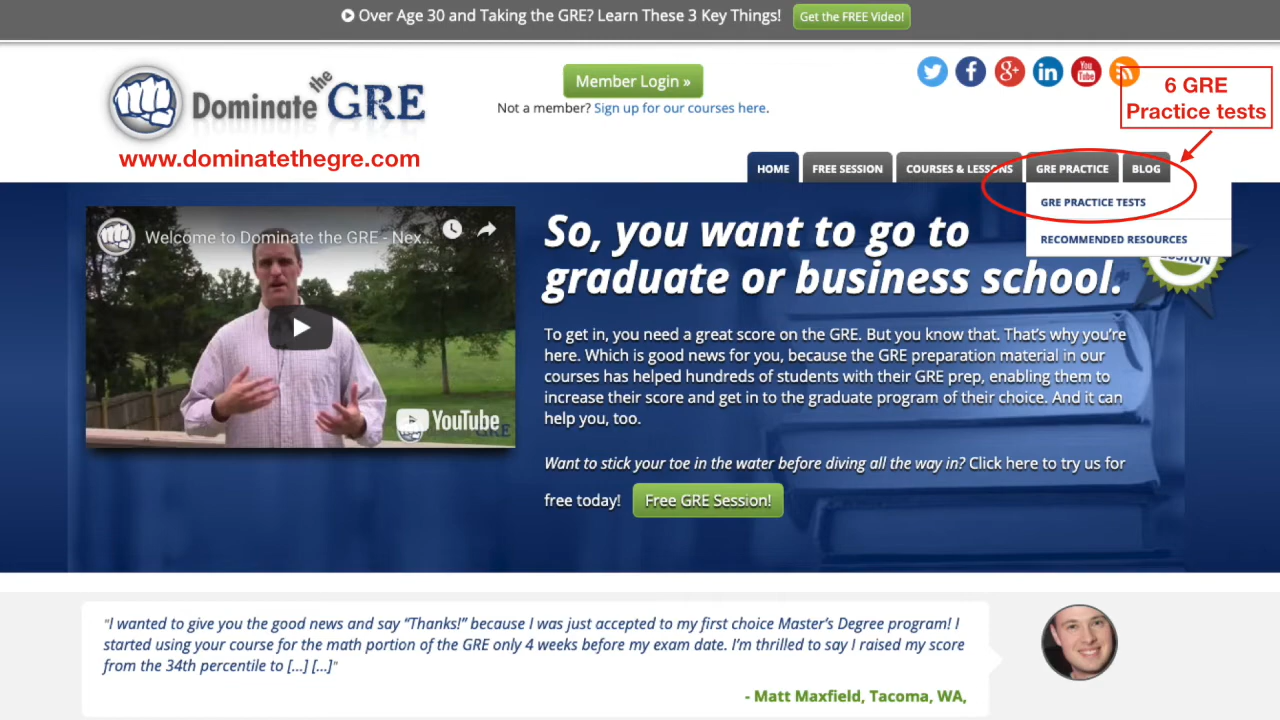 Over Age 30 and Taking the GRE? Learn These 3 Key Things! Get the FREE Video!
Dominate the GRE
www.dominatethegre.com
Member Login »
Not a member? Sign up for our courses here.
You Tube
6 GRE
Practice tests
HOME FREE SESSION COURSES & LESSONS GRE PRACTICE BLOG
GRE PRACTICE TESTS
RECOMMENDED RESOURCES
Welcome to Dominate the GRE - Nex...
YouTube
So, you want to go to
graduate or business school.
To get in, you need a great score on the GRE. But you know that. That's why you're
here. Which is good news for you, because the GRE preparation material in our
courses has helped hundreds of students with their GRE prep, enabling them to
increase their score and get in to the graduate program of their choice. And it can
help you, too.
Want to stick your toe in the water before diving all the way in? Click here to try us for
free today! Free GRE Session!
"I wanted to give you the good news and say "Thanks!" because I was just accepted to my first choice Master's Degree program! I
started using your course for the math portion of the GRE only 4 weeks before my exam date. I'm thrilled to say I raised my score
from the 34th percentile to [...] [...]"
- Matt Maxfield, Tacoma, WA,